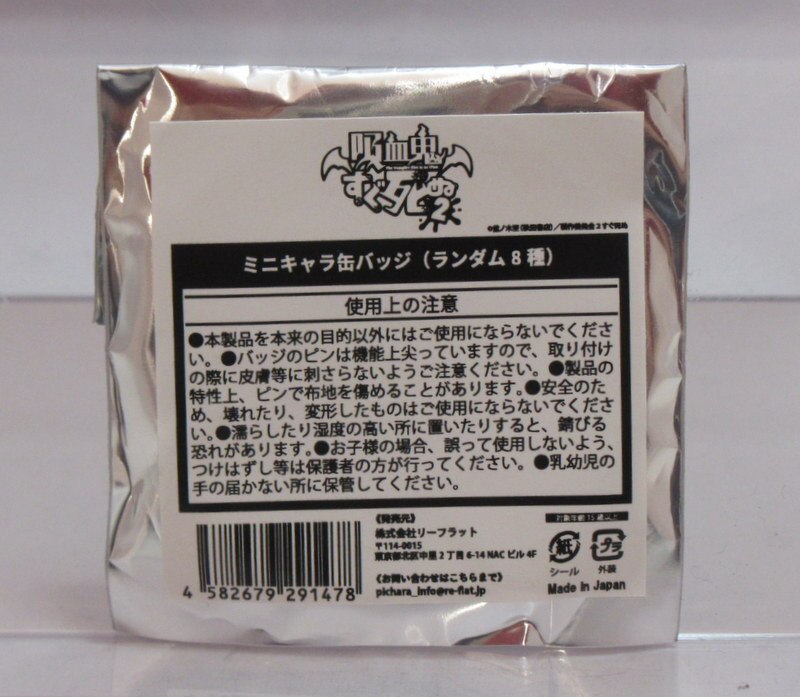 吸血鬼
すぐ死ぬ
2
ミニキャラ缶バッジ（ランダム8種）
使用上の注意
●本製品を本来の目的以外にはご使用にならないでくださ
い。●バッジのピンは機能上尖っていますので、取り付け
の際に皮膚等に刺さらないようご注意ください。●製品の
特性上、ピンで布地を傷めることがあります。●安全のた
め、壊れたり、変形したものはご使用にならないでくださ
い。●濡らしたり湿度の高い所に置いたりすると、錆びる
恐れがあります。●お子様の場合、誤って使用しないよう、
つけはずし等は保護者の方が行ってください。●乳幼児の
手の届かない所に保管してください。
4 582679 291478
《発売元》
株式会社リーフラット
〒114-0015
東京都北区中里2丁目6-14 NACビル4F
《お問い合わせはこちらまで》
pichara_info@re-flat.jp
対象年齢15歳以上
紙 プラ
シール 外装
Made in Japan